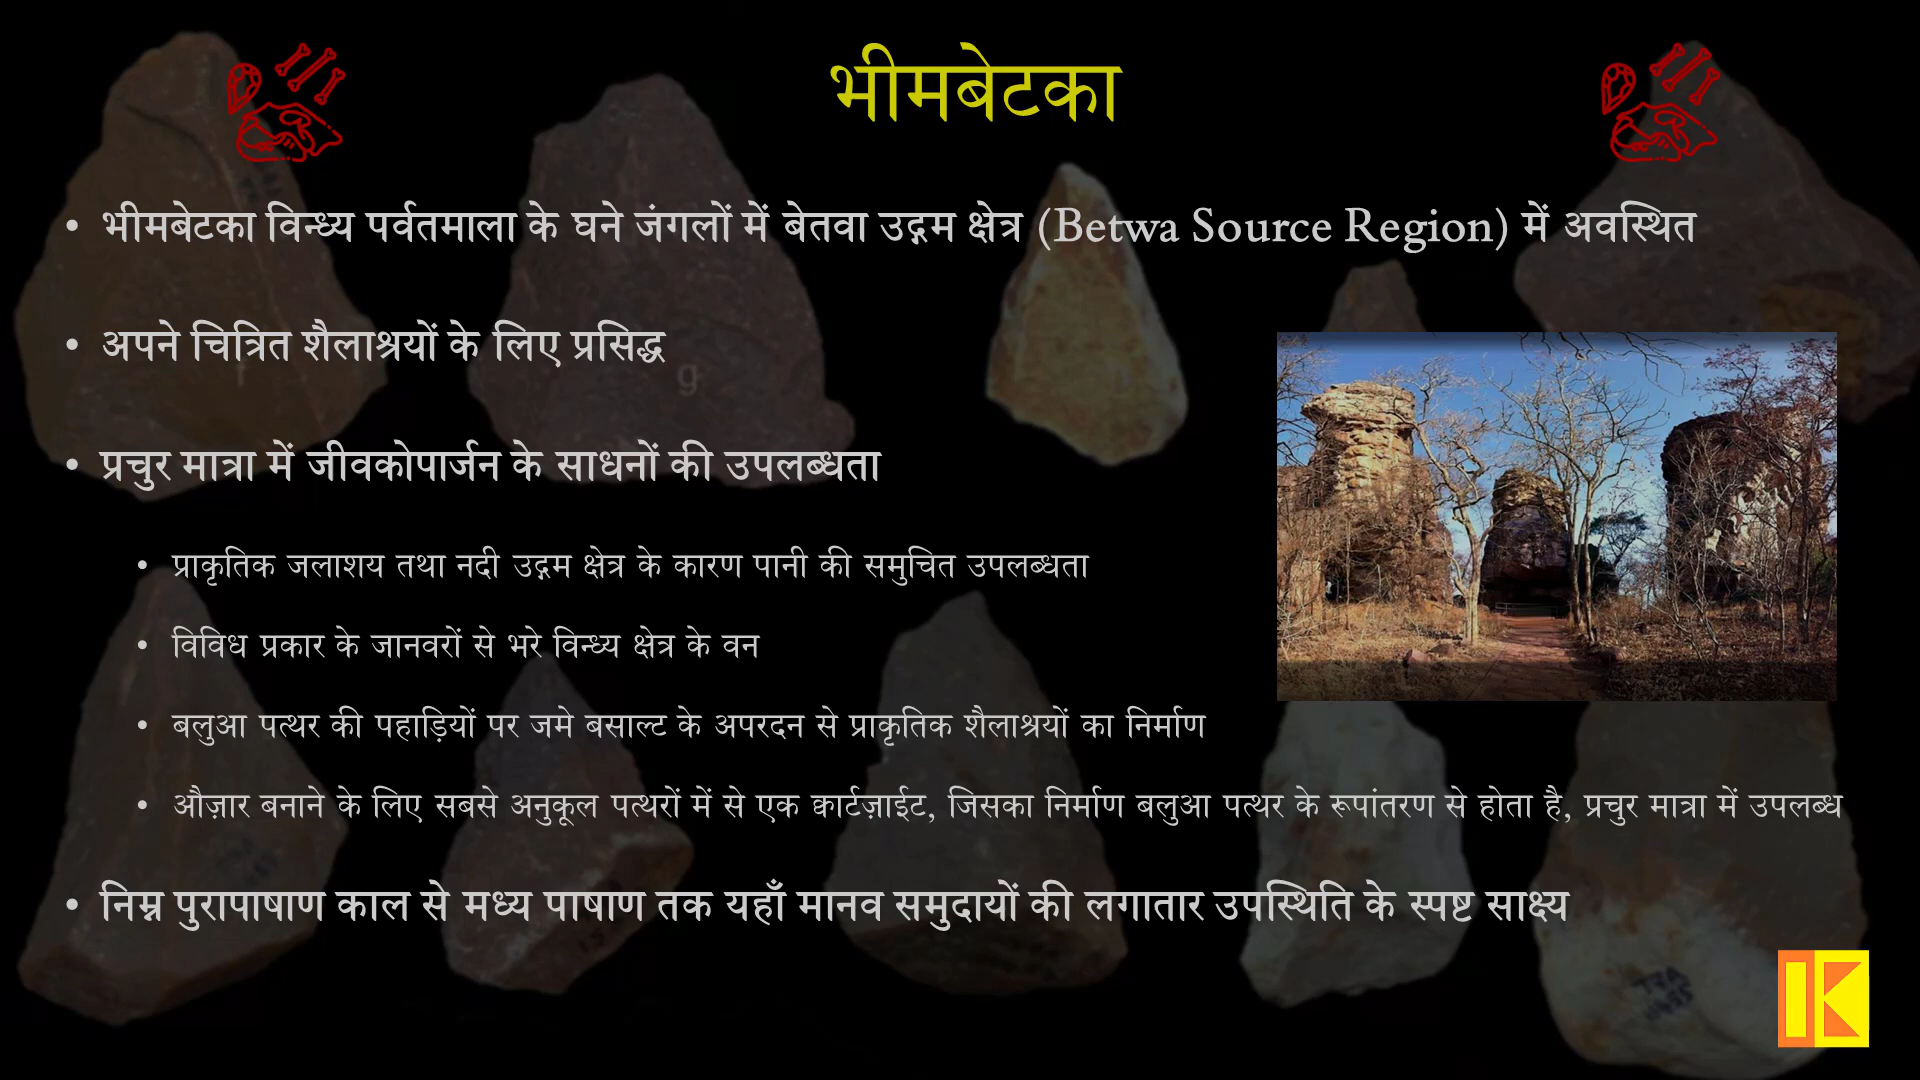 भीमबेटका
• भीमबेटका विन्ध्य पर्वतमाला के घने जंगलों में बेतवा उद्गम क्षेत्र (Betwa Source Region) में अवस्थित
• अपने चित्रित शैलाश्रयों के लिए प्रसिद्ध
g
• प्रचुर मात्रा में जीवकोपार्जन के साधनों की उपलब्धता
• प्राकृतिक जलाशय तथा नदी उद्गम क्षेत्र के कारण पानी की समुचित उपलब्धता
• विविध प्रकार के जानवरों से भरे विन्ध्य क्षेत्र के वन
• बलुआ पत्थर की पहाड़ियों पर जमे बसाल्ट के अपरदन से प्राकृतिक शैलाश्रयों का निर्माण
• औज़ार बनाने के लिए सबसे अनुकूल पत्थरों में से एक क्वार्टज़ाईट, जिसका निर्माण बलुआ पत्थर के रूपांतरण से होता है, प्रचुर मात्रा में उपलब्ध
• निम्न पुरापाषाण काल से मध्य पाषाण तक यहाँ मानव समुदायों की लगातार उपस्थिति के स्पष्ट साक्ष्य
IK